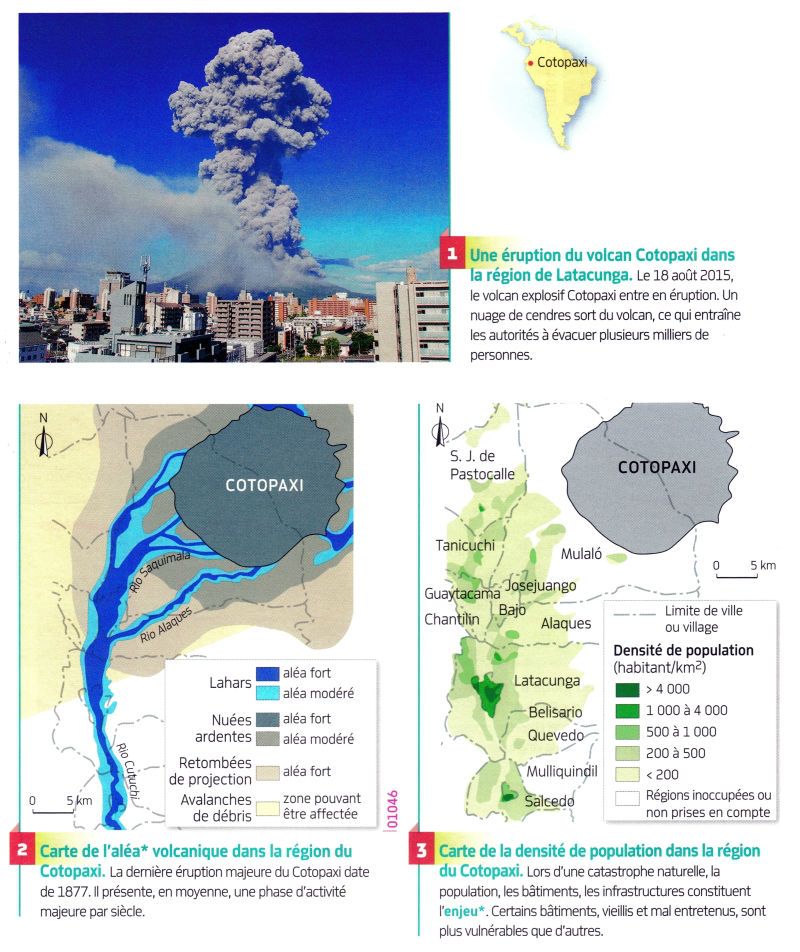 Cotopaxi
1 Une éruption du volcan Cotopaxi dans
la région de Latacunga. Le 18 août 2015,
le volcan explosif Cotopaxi entre en éruption. Un
nuage de cendres sort du volcan, ce qui entraîne
les autorités à évacuer plusieurs milliers de
personnes.
N
COTOPAXI
Río Saquimala
Río Alaques
Río Cutuchi
0 5 km
Lahars
aléa fort
aléa modéré
Nuées
ardentes
aléa fort
aléa modéré
Retombées
de projection
aléa fort
Avalanches
de débris
zone pouvant
être affectée
01046
2 Carte de l'aléa* volcanique dans la région du
Cotopaxi. La dernière éruption majeure du Cotopaxi date
de 1877. Il présente, en moyenne, une phase d'activité
majeure par siècle.
N
S. J. de
Pastocalle
COTOPAXI
Tanicuchi
Mulaló
0 5 km
Guaytacama
Josejuango
Bajo
Chantilín
Alaques
Latacunga
Belisario
Quevedo
Mulliquindil
Salcedo
Limite de ville
ou village
Densité de population
(habitant/km²)
> 4 000
1 000 à 4 000
500 à 1 000
200 à 500
< 200
Régions inoccupées ou
non prises en compte
3 Carte de la densité de population dans la région
du Cotopaxi. Lors d'une catastrophe naturelle, la
population, les bâtiments, les infrastructures constituent
l'enjeu*. Certains bâtiments, vieillis et mal entretenus, sont
plus vulnérables que d'autres.